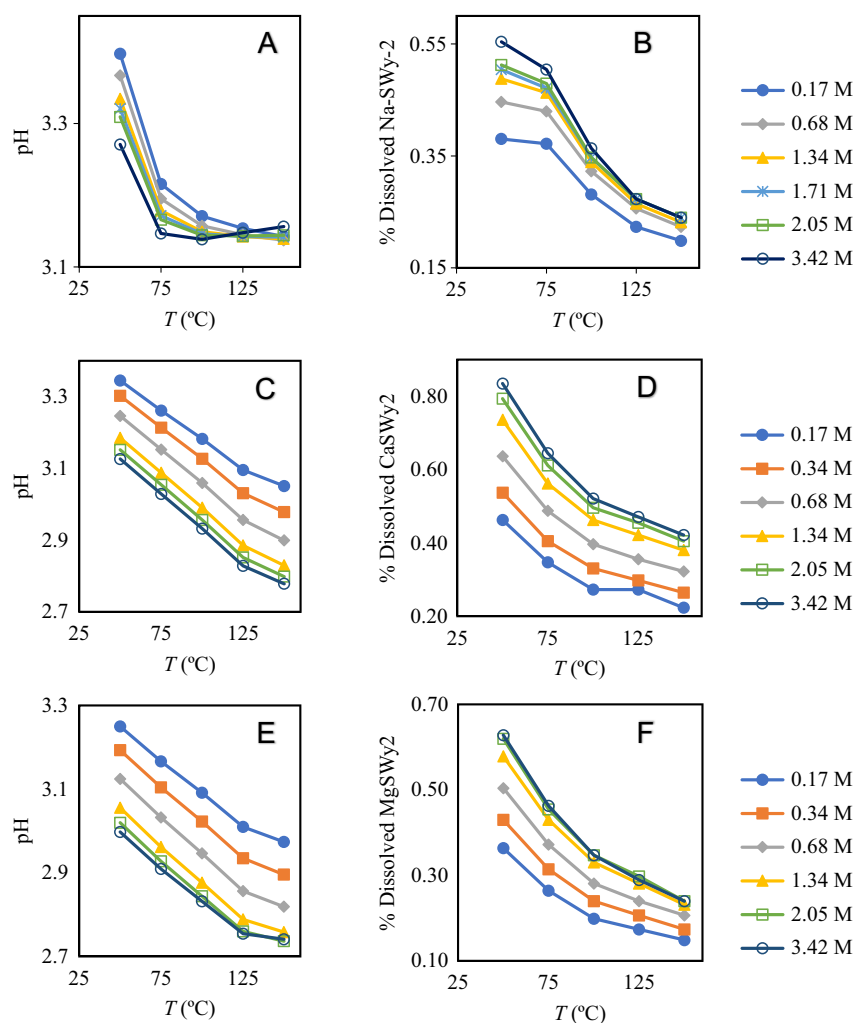 A
3.3
3.1
pH
25 75 125
T (ºC)
B
0.55
0.35
0.15
% Dissolved Na-SWy-2
25 75 125
T (ºC)
0.17 M
0.68 M
1.34 M
1.71 M
2.05 M
3.42 M
C
3.3
3.1
2.9
2.7
pH
25 75 125
T (ºC)
D
0.80
0.60
0.40
0.20
% Dissolved CaSWy2
25 75 125
T (ºC)
0.17 M
0.34 M
0.68 M
1.34 M
2.05 M
3.42 M
E
3.3
3.1
2.9
2.7
pH
25 75 125
T (ºC)
F
0.70
0.50
0.30
0.10
% Dissolved MgSWy2
25 75 125
T (ºC)
0.17 M
0.34 M
0.68 M
1.34 M
2.05 M
3.42 M